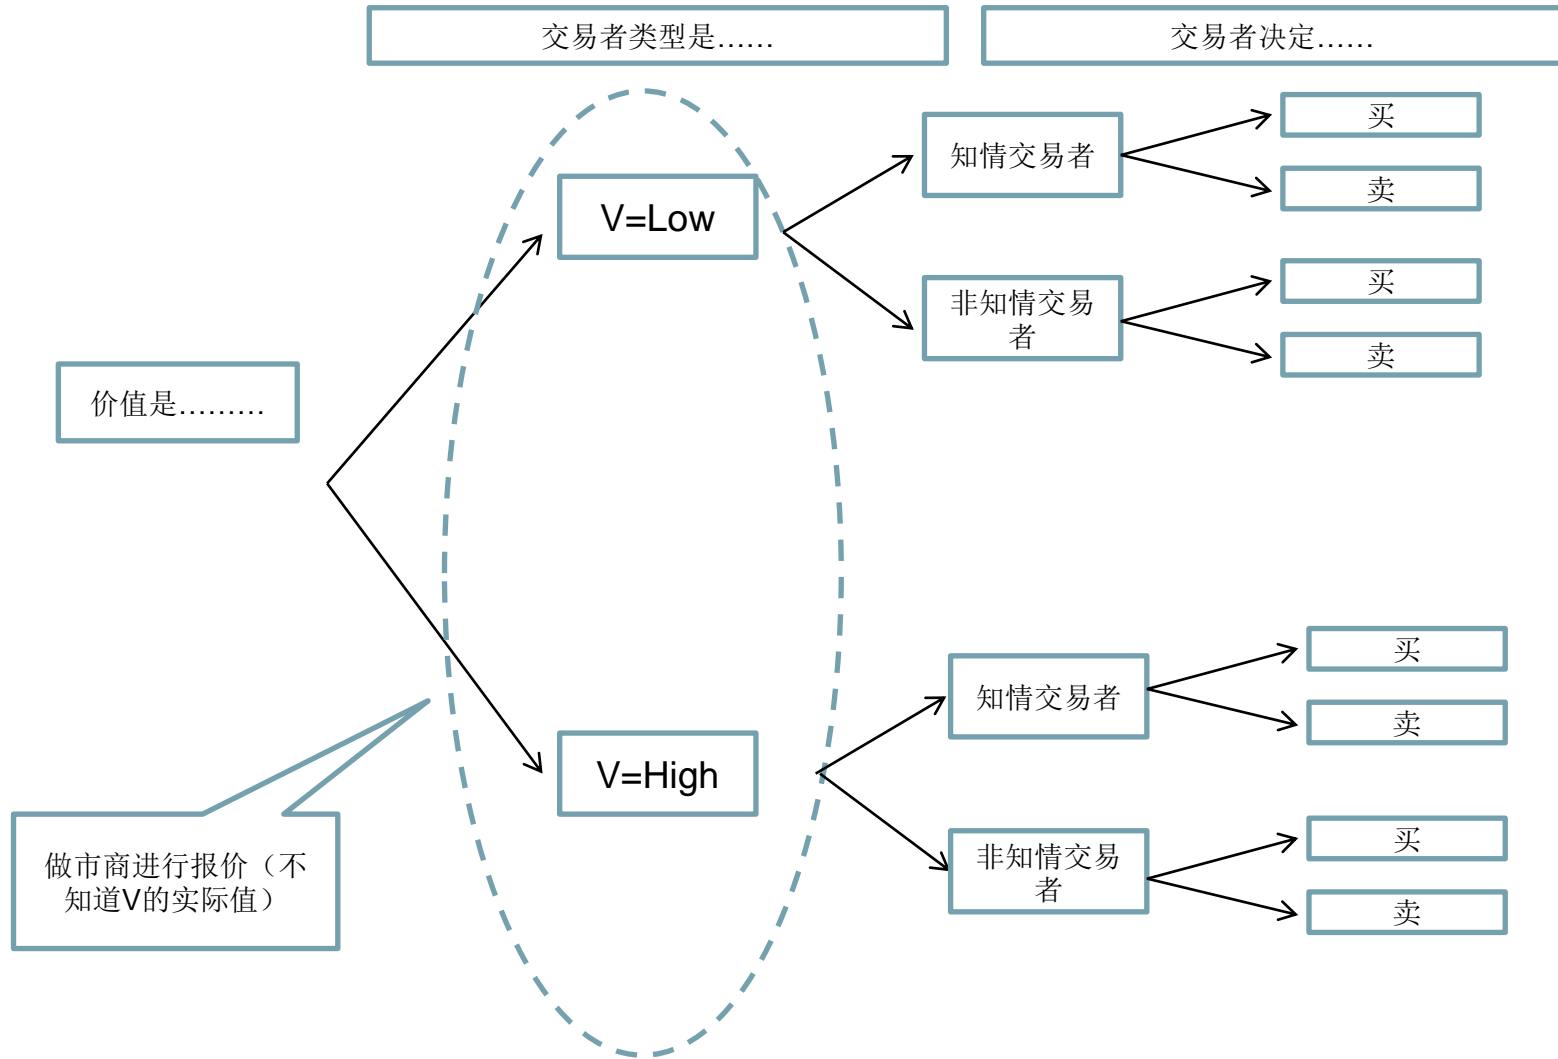 交易者类型是……
交易者决定……
买
知情交易者
卖
V=Low
买
非知情交易
者
卖
价值是………
买
知情交易者
卖
V=High
买
非知情交易
者
卖
做市商进行报价（不
知道V的实际值）